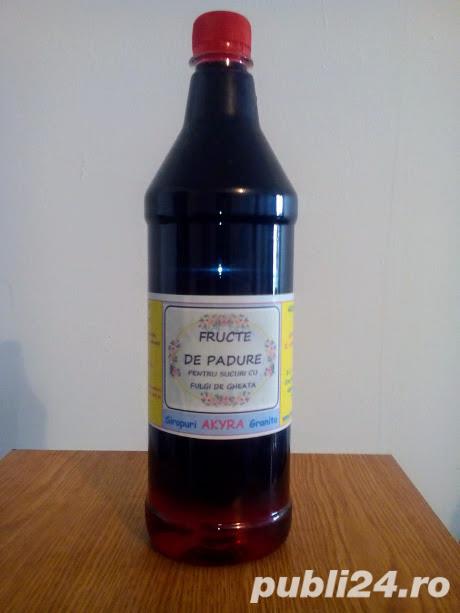 FRUCTE
DE PADURE
PENTRU SUCURI CU
FULGI DE GHEATA
Siropuri AKYRA Granita
publi24.ro